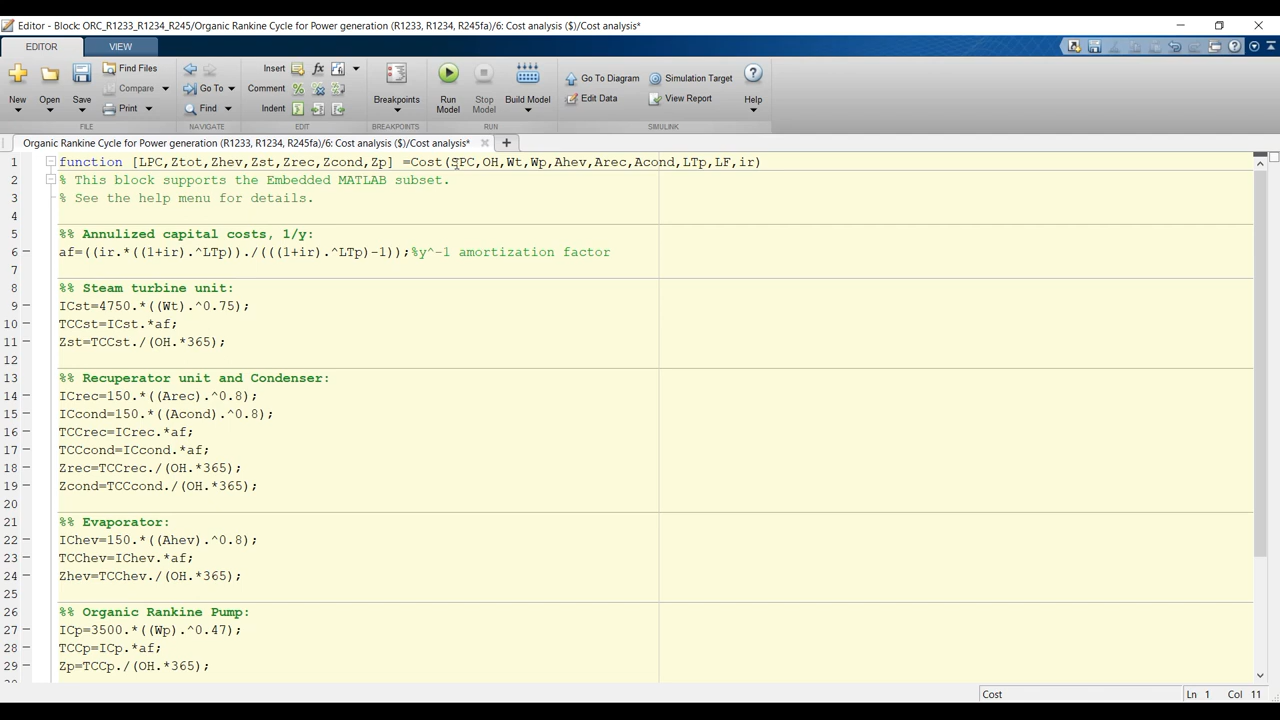 Editor - Block: ORC_R1233_R1234_R245/Organic Rankine Cycle for Power generation (R1233, R1234, R245fa)/6: Cost analysis ($)/Cost analysis*
EDITOR VIEW
New Open Save Find Files Compare Print
Go To Find
Insert Comment Indent
Breakpoints
Run Model Stop Model Build Model
Go To Diagram Simulation Target Edit Data View Report Help
FILE NAVIGATE EDIT BREAKPOINTS RUN SIMULINK
Organic Rankine Cycle for Power generation (R1233, R1234, R245fa)/6: Cost analysis ($)/Cost analysis*
1 function [LPC,Ztot,Zhev,Zst,Zrec,Zcond,Zp] =Cost(SPC,OH,Wt,Wp,Ahev,Arec,Acond,LTp,LF,ir)
2 % This block supports the Embedded MATLAB subset.
3 % See the help menu for details.
4
5 %% Annulized capital costs, 1/y:
6 af=((ir.*((1+ir).^LTp))./(((1+ir).^LTp)-1));%y^-1 amortization factor
7
8 %% Steam turbine unit:
9 ICst=4750.*((Wt).^0.75);
10 TCCst=ICst.*af;
11 Zst=TCCst./(OH.*365);
12
13 %% Recuperator unit and Condenser:
14 ICrec=150.*((Arec).^0.8);
15 ICcond=150.*((Acond).^0.8);
16 TCCrec=ICrec.*af;
17 TCCcond=ICcond.*af;
18 Zrec=TCCrec./(OH.*365);
19 Zcond=TCCcond./(OH.*365);
20
21 %% Evaporator:
22 IChev=150.*((Ahev).^0.8);
23 TCChev=IChev.*af;
24 Zhev=TCChev./(OH.*365);
25
26 %% Organic Rankine Pump:
27 ICp=3500.*((Wp).^0.47);
28 TCCp=ICp.*af;
29 Zp=TCCp./(OH.*365);
Cost Ln 1 Col 11